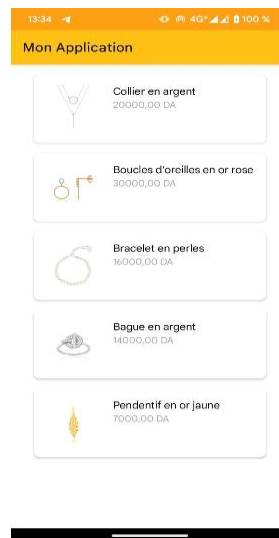 13:34 4G+ 100 %
Mon Application
Collier en argent
20000,00 DA
Boucles d'oreilles en or rose
30000,00 DA
Bracelet en perles
16000,00 DA
Bague en argent
14000,00 DA
Pendentif en or jaune
7000,00 DA